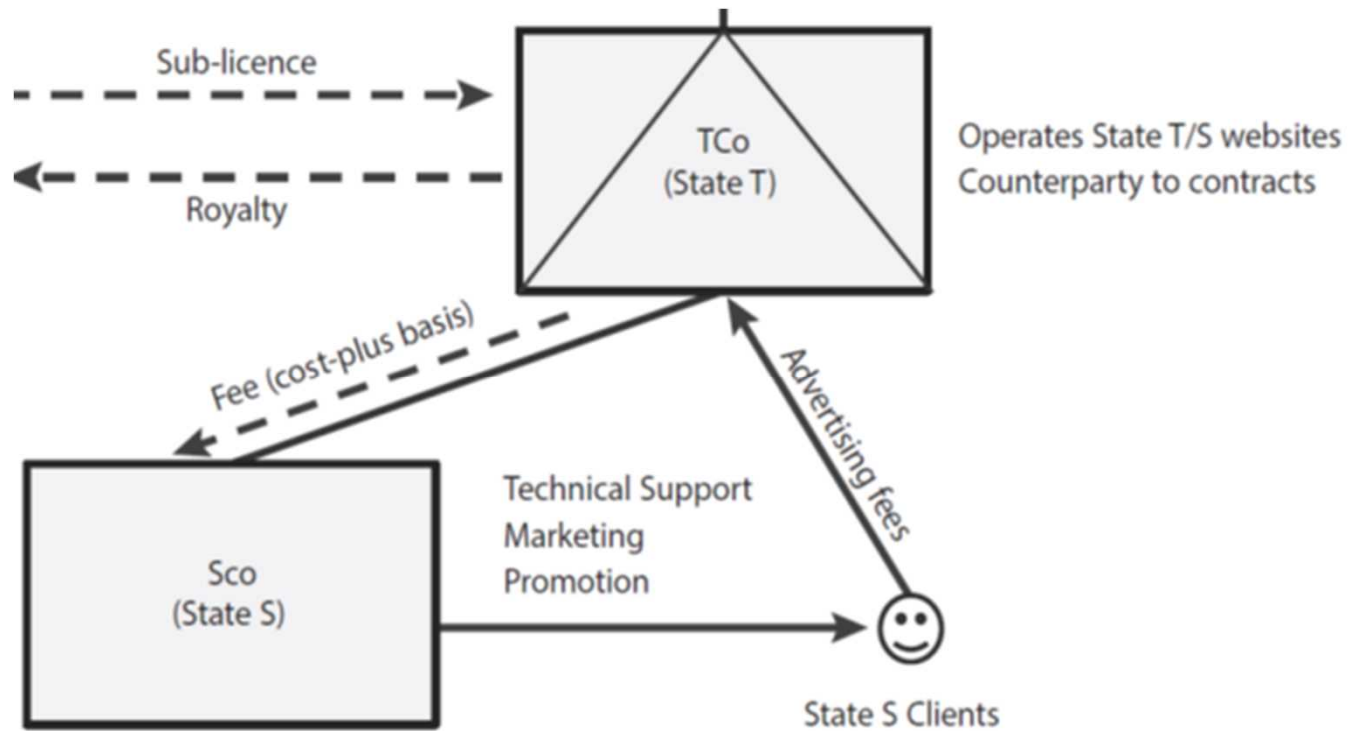 Sub-licence
Royalty
TCo
(State T)
Operates State T/S websites
Counterparty to contracts
Fee (cost-plus basis)
Advertising fees
Technical Support
Marketing
Promotion
Sco
(State S)
State S Clients